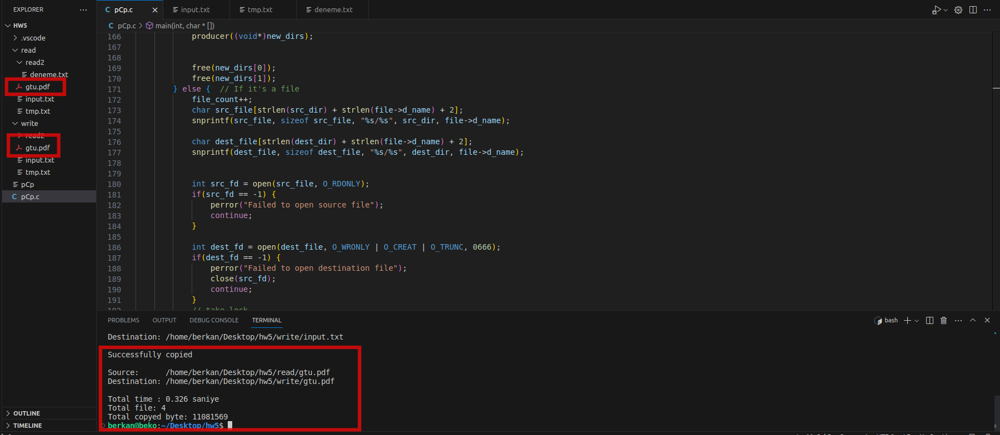 EXPLORER
HW5
.vscode
read
read2
deneme.txt
gtu.pdf
input.txt
tmp.txt
write
read2
gtu.pdf
input.txt
tmp.txt
pCp
C pCp.c
OUTLINE
TIMELINE
C pCp.c input.txt tmp.txt deneme.txt
C pCp.c > main(int, char * [])
166 producer((void*)new_dirs);
167
168
169 free(new_dirs[0]);
170 free(new_dirs[1]);
171 } else { // If it's a file
172 file_count++;
173 char src_file[strlen(src_dir) + strlen(file->d_name) + 2];
174 snprintf(src_file, sizeof src_file, "%s/%s", src_dir, file->d_name);
175
176 char dest_file[strlen(dest_dir) + strlen(file->d_name) + 2];
177 snprintf(dest_file, sizeof dest_file, "%s/%s", dest_dir, file->d_name);
178
179
180 int src_fd = open(src_file, O_RDONLY);
181 if(src_fd == -1) {
182 perror("Failed to open source file");
183 continue;
184 }
185
186 int dest_fd = open(dest_file, O_WRONLY | O_CREAT | O_TRUNC, 0666);
187 if(dest_fd == -1) {
188 perror("Failed to open destination file");
189 close(src_fd);
190 continue;
191 }
192 // take lock
PROBLEMS OUTPUT DEBUG CONSOLE TERMINAL bash
Destination: /home/berkan/Desktop/hw5/write/input.txt
Successfully copied
Source: /home/berkan/Desktop/hw5/read/gtu.pdf
Destination: /home/berkan/Desktop/hw5/write/gtu.pdf
Total time : 0.326 saniye
Total file: 4
Total copyed byte: 11081569
berkan@beko:~/Desktop/hw5$